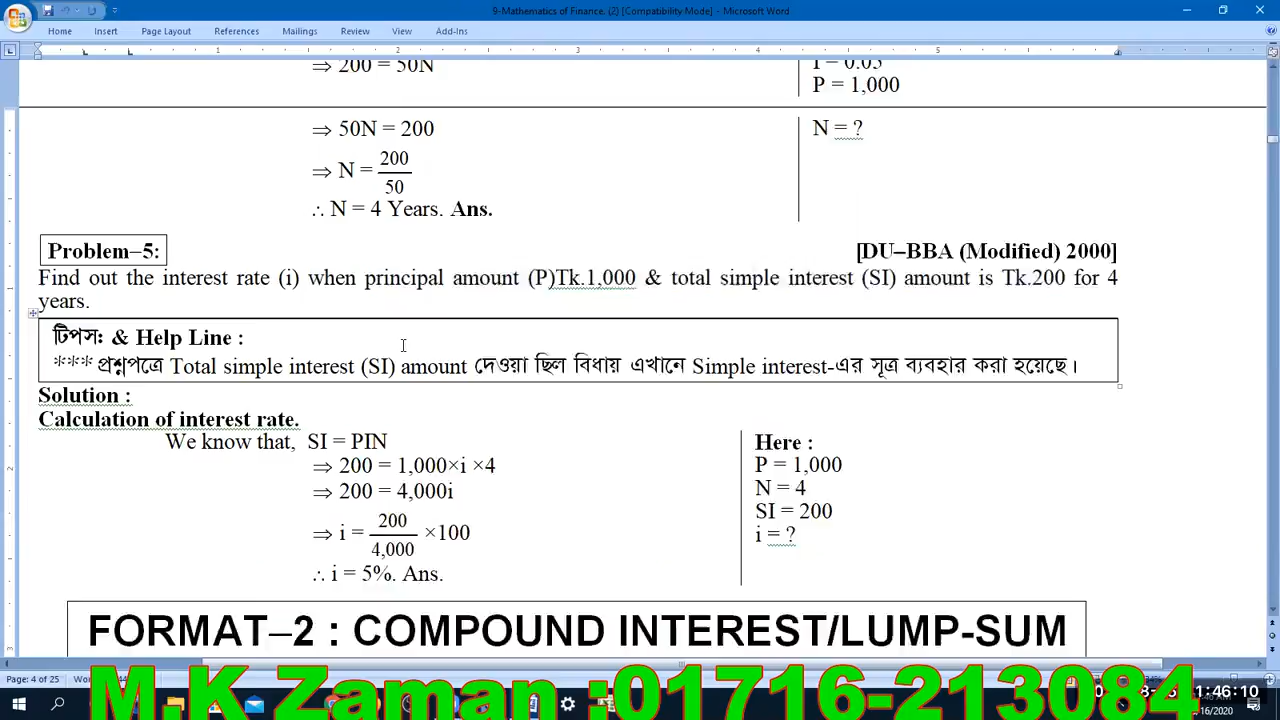 9-Mathematics of Finance. (2) [Compatibility Mode] - Microsoft Word
Home Insert Page Layout References Mailings Review View Add-Ins
⇒ 200 = 50N
I = 0.05
P = 1,000
⇒ 50N = 200
N = ?
⇒ N = 200/50
∴ N = 4 Years. Ans.
Problem–5: [DU–BBA (Modified) 2000]
Find out the interest rate (i) when principal amount (P)Tk.1,000 & total simple interest (SI) amount is Tk.200 for 4
years.
টিপসঃ & Help Line :
*** প্রশ্নপত্রে Total simple interest (SI) amount দেওয়া ছিল বিধায় এখানে Simple interest-এর সূত্র ব্যবহার করা হয়েছে।
Solution :
Calculation of interest rate.
We know that, SI = PIN
⇒ 200 = 1,000×i ×4
⇒ 200 = 4,000i
⇒ i = 200/4,000 ×100
∴ i = 5%. Ans.
Here :
P = 1,000
N = 4
SI = 200
i = ?
FORMAT–2 : COMPOUND INTEREST/LUMP-SUM
Page: 4 of 25
M.K Zaman :01716-213084
11:46:10